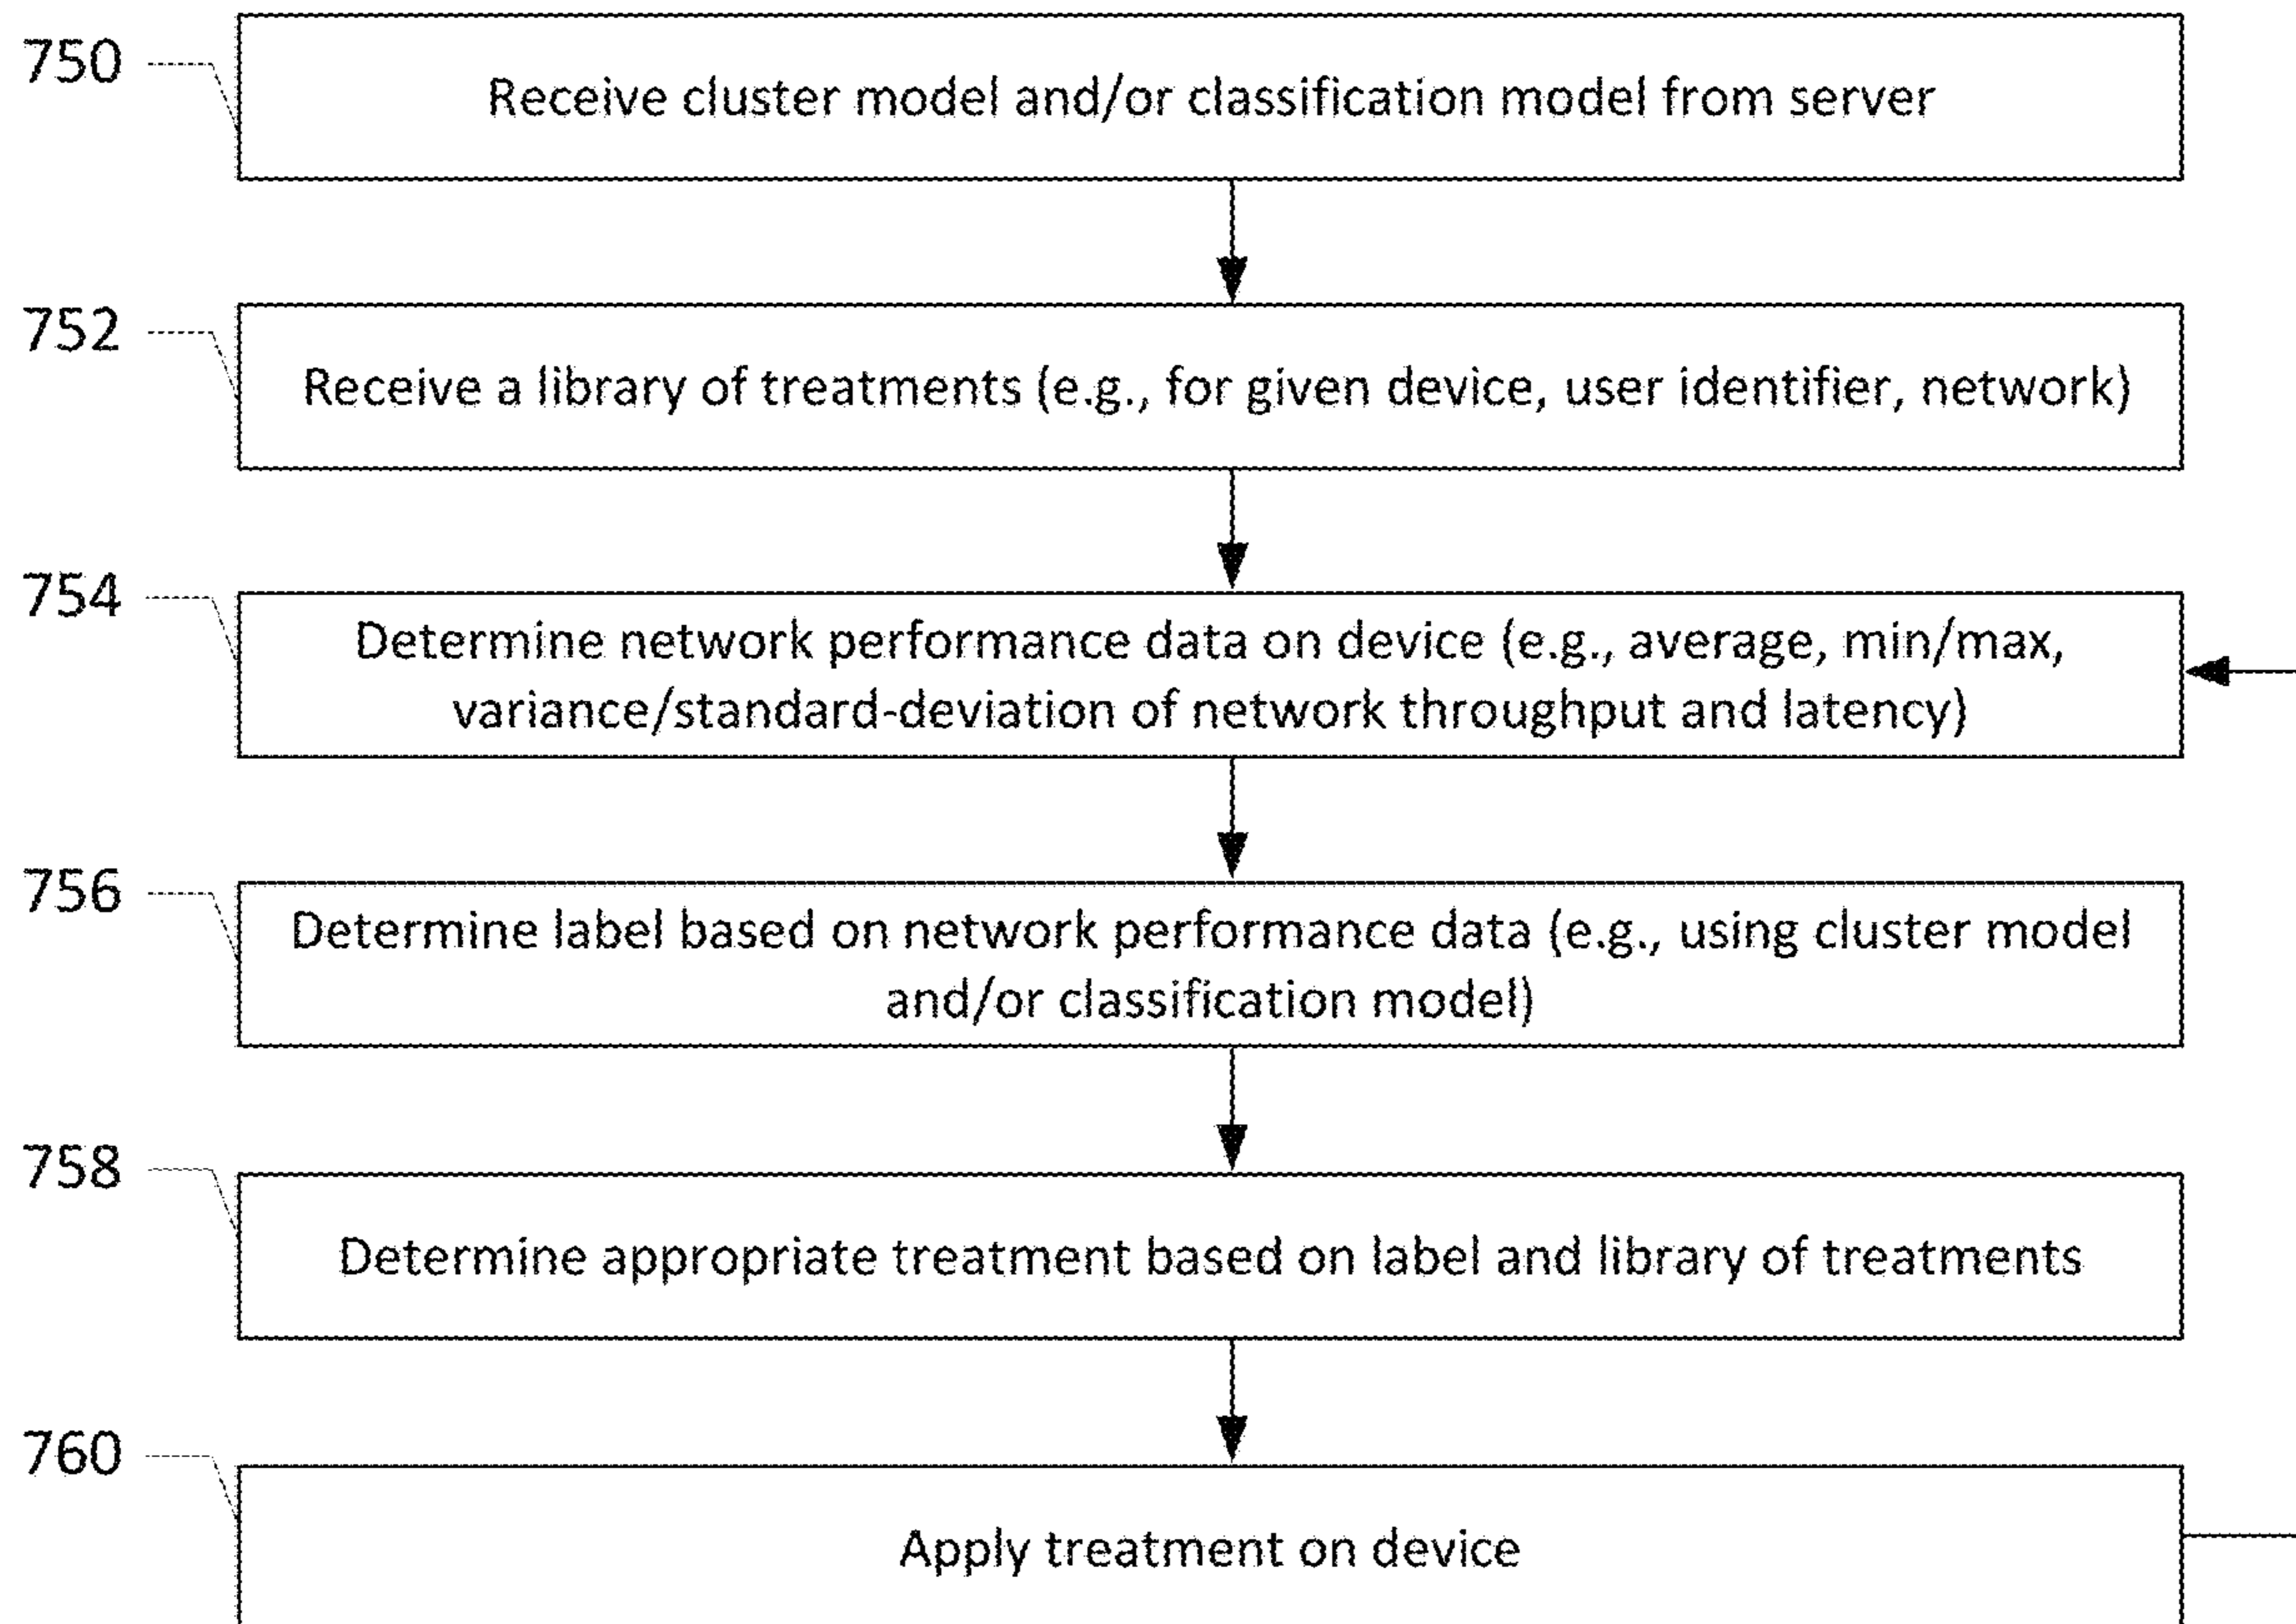 750
Receive cluster model and/or classification model from server
752
Receive a library of treatments (e.g., for given device, user identifier, network)
754
Determine network performance data on device (e.g., average, min/max,
variance/standard-deviation of network throughput and latency)
756
Determine label based on network performance data (e.g., using cluster model
and/or classification model)
758
Determine appropriate treatment based on label and library of treatments
760
Apply treatment on device